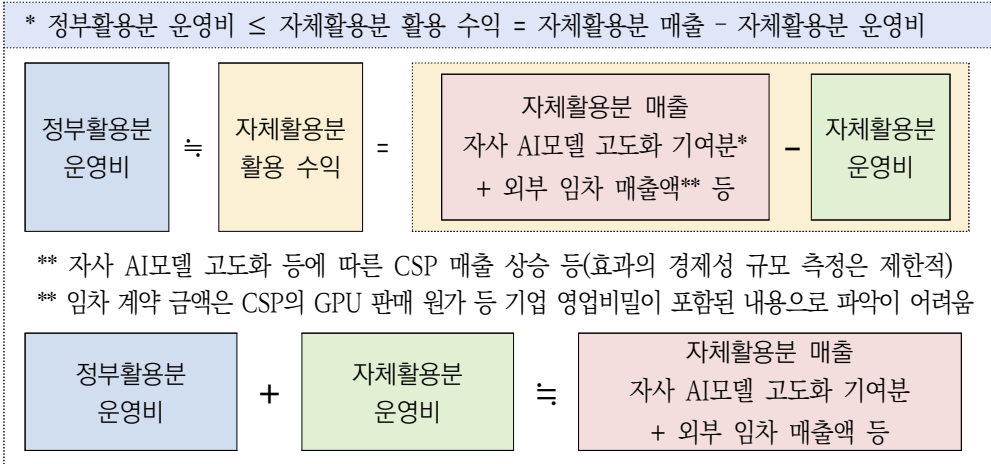 * 정부활용분 운영비 ≤ 자체활용분 활용 수익 = 자체활용분 매출 - 자체활용분 운영비
정부활용분
운영비
≒
자체활용분
활용 수익
=
자체활용분 매출
자사 AI모델 고도화 기여분*
+ 외부 임차 매출액** 등
-
자체활용분
운영비
** 자사 AI모델 고도화 등에 따른 CSP 매출 상승 등(효과의 경제성 규모 측정은 제한적)
** 임차 계약 금액은 CSP의 GPU 판매 원가 등 기업 영업비밀이 포함된 내용으로 파악이 어려움
정부활용분
운영비
+
자체활용분
운영비
≒
자체활용분 매출
자사 AI모델 고도화 기여분
+ 외부 임차 매출액 등